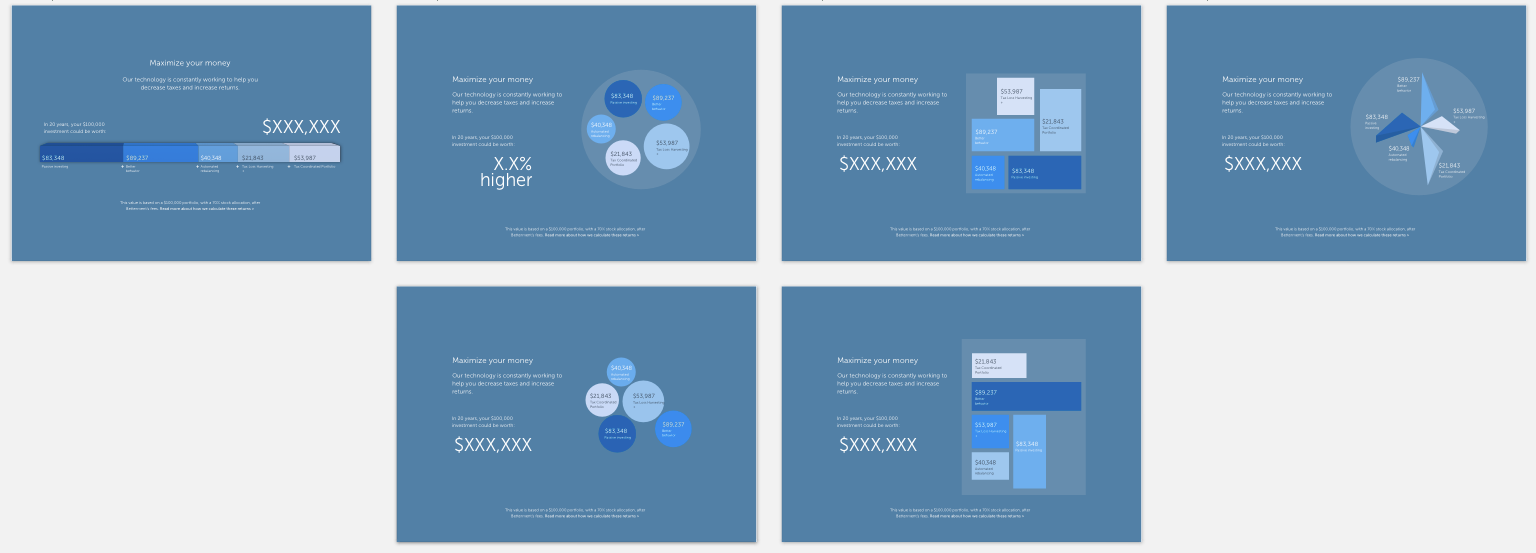 Maximize your money
Our technology is constantly working to help you
decrease taxes and increase returns.
In 20 years, your $100,000
investment could be worth:
$XXX,XXX
$83,348
$89,237
$40,348
$21,843
$53,987
Passive investing
Better
behavior
Automated
rebalancing
Tax Loss Harvesting
+
Tax Coordinated Portfolio
This value is based on a $100,000 portfolio, with a 70% stock allocation, after
Betterment's fees. Read more about how we calculate these returns >
Maximize your money
Our technology is constantly working to
help you decrease taxes and increase
returns.
In 20 years, your $100,000
investment could be worth:
X.X%
higher
$83,348
Passive investing
$89,237
Better
behavior
$40,348
Automated
rebalancing
$53,987
Tax Loss Harvesting
+
$21,843
Tax Coordinated
Portfolio
This value is based on a $100,000 portfolio, with a 70% stock allocation, after
Betterment's fees. Read more about how we calculate these returns >
Maximize your money
Our technology is constantly working to
help you decrease taxes and increase
returns.
In 20 years, your $100,000
investment could be worth:
$XXX,XXX
$53,987
Tax Loss Harvesting
+
$21,843
Tax Coordinated
Portfolio
$89,237
Better
behavior
$40,348
Automated
rebalancing
$83,348
Passive investing
This value is based on a $100,000 portfolio, with a 70% stock allocation, after
Betterment's fees. Read more about how we calculate these returns >
Maximize your money
Our technology is constantly working to
help you decrease taxes and increase
returns.
In 20 years, your $100,000
investment could be worth:
$XXX,XXX
$89,237
Better
behavior
$53,987
Tax Loss Harvesting
$83,348
Passive
investing
$40,348
Automated
rebalancing
$21,843
Tax Coordinated
Portfolio
This value is based on a $100,000 portfolio, with a 70% stock allocation, after
Betterment's fees. Read more about how we calculate these returns >
Maximize your money
Our technology is constantly working to
help you decrease taxes and increase
returns.
In 20 years, your $100,000
investment could be worth:
$XXX,XXX
$40,348
Automated
rebalancing
$21,843
Tax Coordinated
Portfolio
$53,987
Tax Loss Harvesting
+
$83,348
Passive investing
$89,237
Better
behavior
This value is based on a $100,000 portfolio, with a 70% stock allocation, after
Betterment's fees. Read more about how we calculate these returns >
Maximize your money
Our technology is constantly working to
help you decrease taxes and increase
returns.
In 20 years, your $100,000
investment could be worth:
$XXX,XXX
$21,843
Tax Coordinated
Portfolio
$89,237
Better
behavior
$53,987
Tax Loss Harvesting
+
$83,348
Passive investing
$40,348
Automated
rebalancing
This value is based on a $100,000 portfolio, with a 70% stock allocation, after
Betterment's fees. Read more about how we calculate these returns >